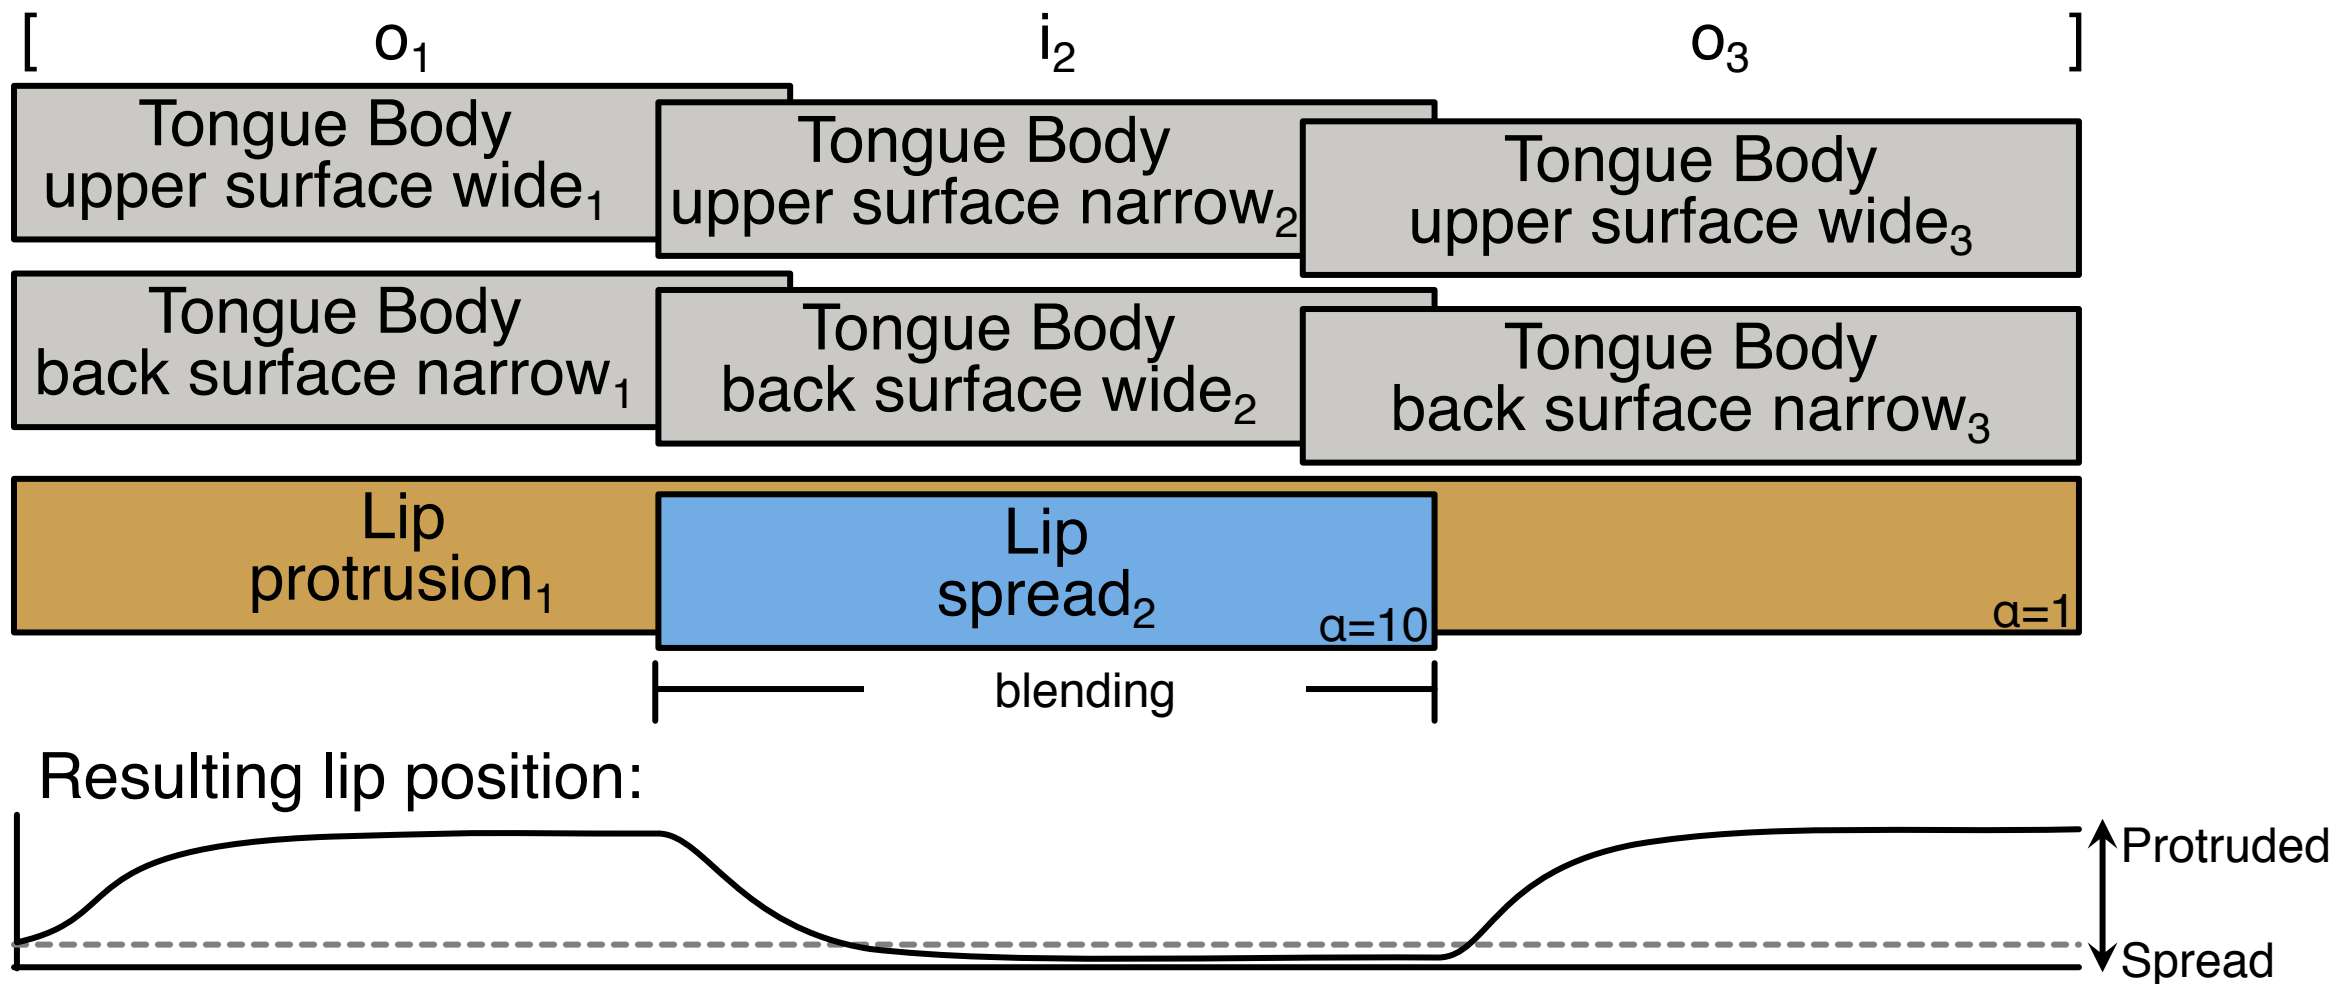 [ o₁ i₂ o₃ ]
Tongue Body
upper surface wide₁
Tongue Body
upper surface narrow₂
Tongue Body
upper surface wide₃
Tongue Body
back surface narrow₁
Tongue Body
back surface wide₂
Tongue Body
back surface narrow₃
Lip
protrusion₁
Lip
spread₂
α=10
α=1
blending
Resulting lip position:
Protruded
Spread